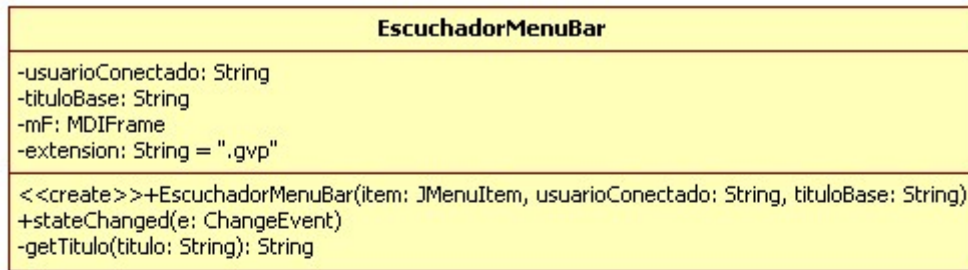 EscuchadorMenuBar
-usuarioConectado: String
-tituloBase: String
-mF: MDIFrame
-extension: String = ".gvp"
<<create>>+EscuchadorMenuBar(item: JMenuItem, usuarioConectado: String, tituloBase: String)
+stateChanged(e: ChangeEvent)
-getTitulo(titulo: String): String